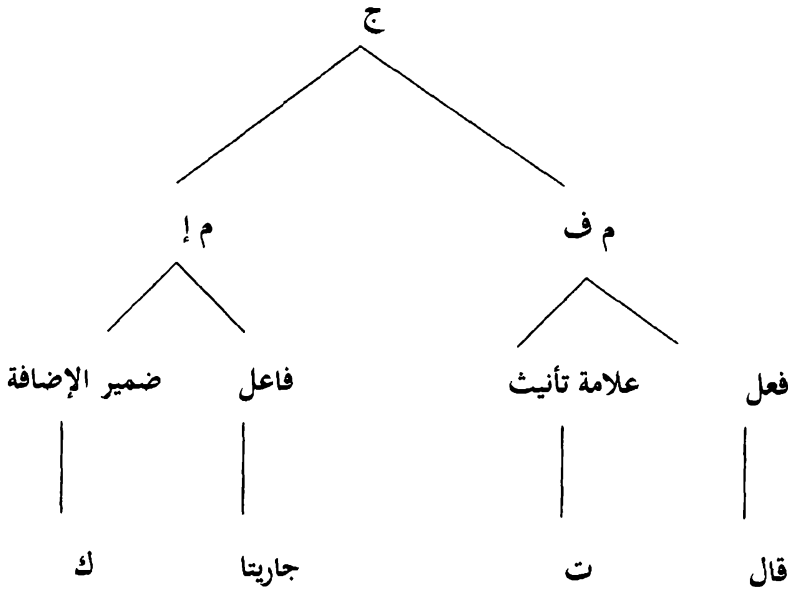 ج
م ف م إ
فعل علامة تأنيث فاعل ضمير الإضافة
قال ت جاريتا ك